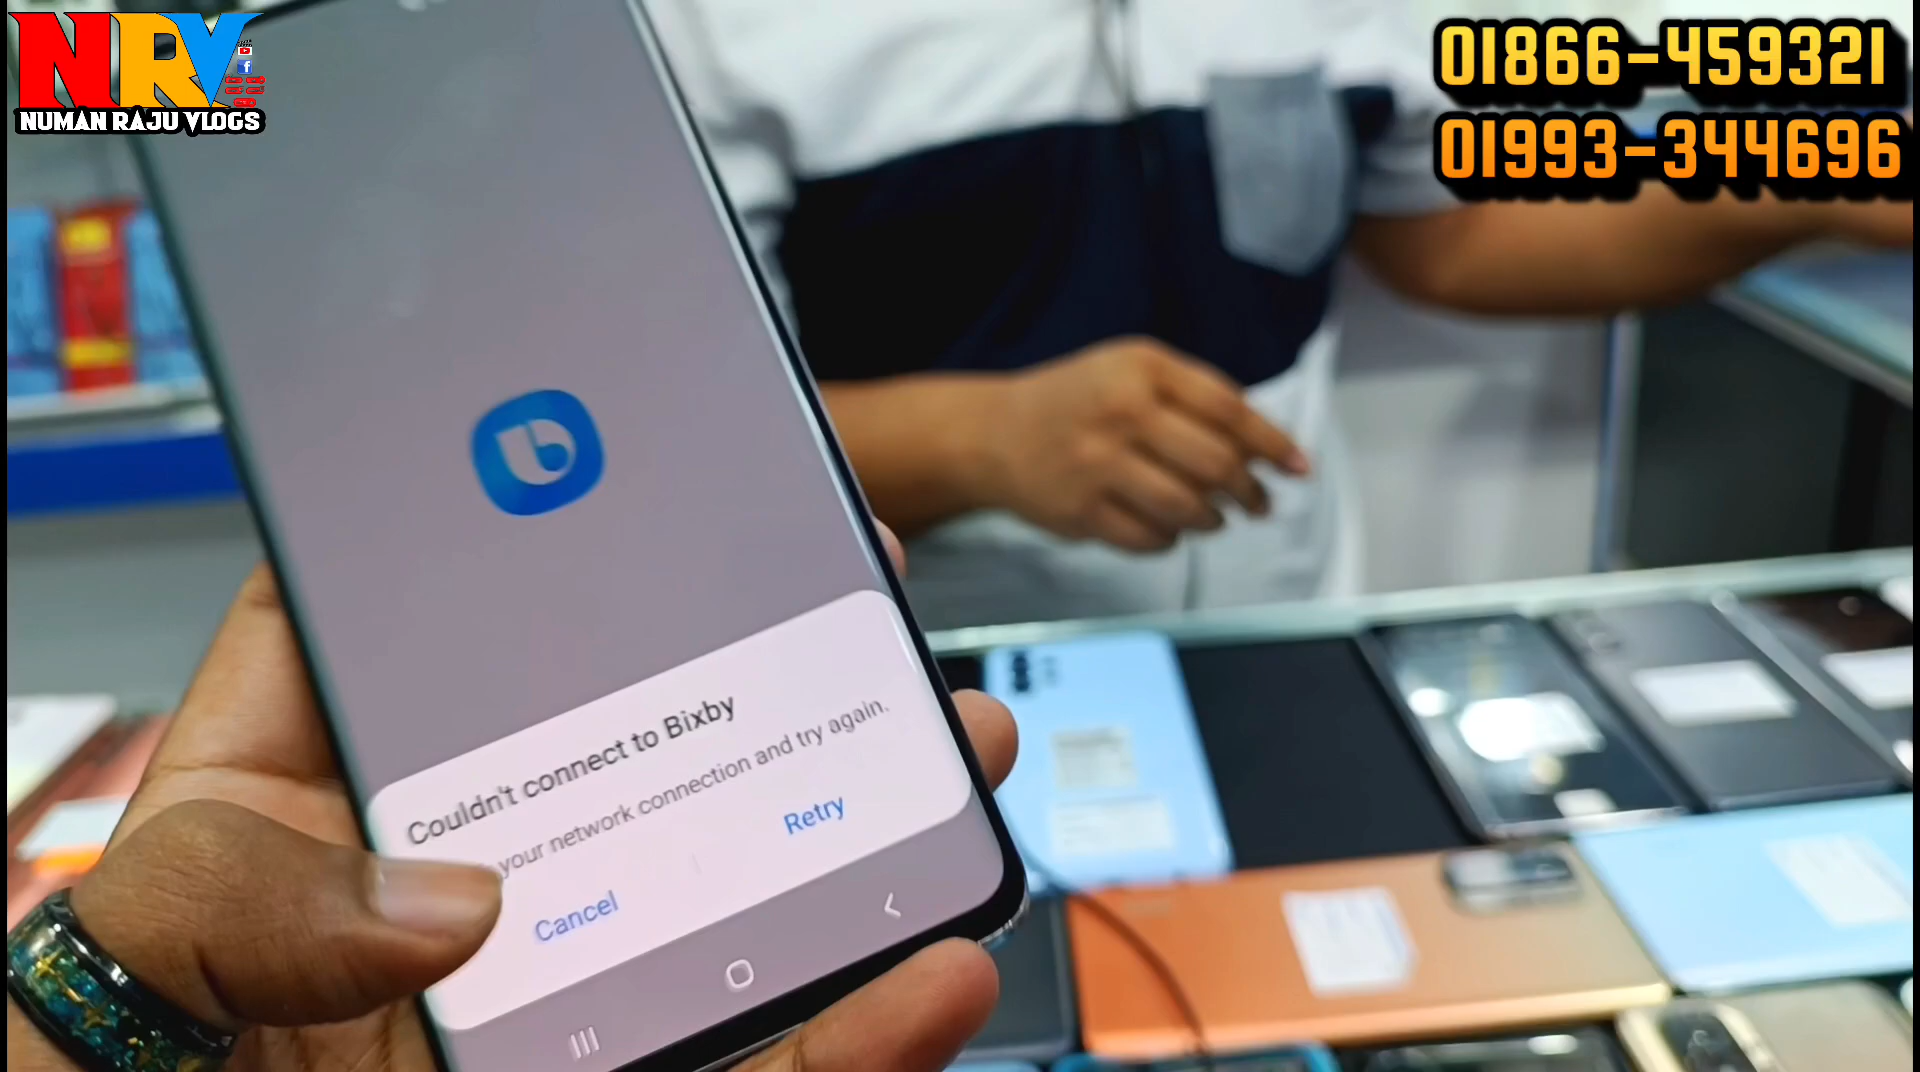 NRV
NUMAN RAJU VLOGS
01866-459321
01993-344696
Couldn't connect to Bixby
your network connection and try again.
Cancel
Retry